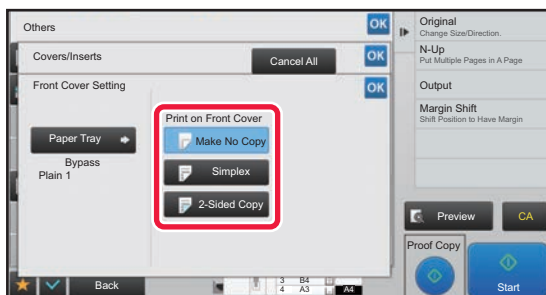 Others
OK
Covers/Inserts
Cancel All
OK
Front Cover Setting
OK
Print on Front Cover
Paper Tray
Make No Copy
Bypass
Plain 1
Simplex
2-Sided Copy
Back
3 B4
4 A3
A4
Original
Change Size/Direction.
N-Up
Put Multiple Pages in A Page
Output
Margin Shift
Shift Position to Have Margin
Preview
CA
Proof Copy
Start